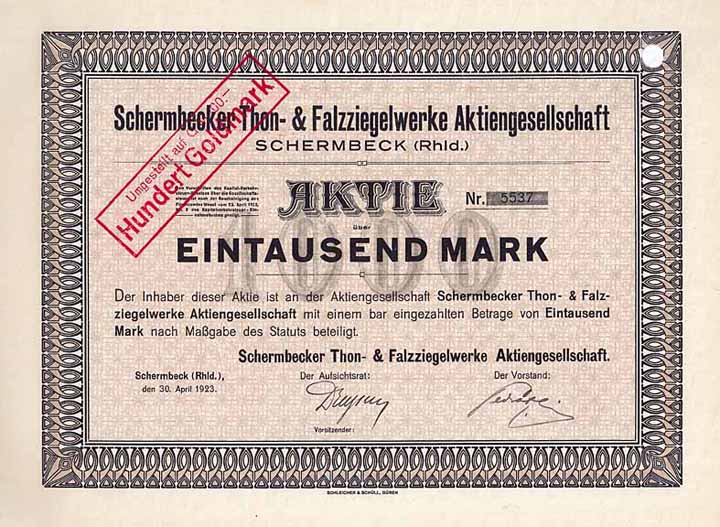 Schermbecker Thon- & Falzziegelwerke Aktiengesellschaft
SCHERMBECK (Rhld.)
Umgestellt auf
Hundert Goldmark
AKTIE
Nr. 5537
über
1000
EINTAUSEND MARK
Der Inhaber dieser Aktie ist an der Aktiengesellschaft Schermbecker Thon- & Falz-
ziegelwerke Aktiengesellschaft mit einem bar eingezahlten Betrage von Eintausend
Mark nach Maßgabe des Statuts beteiligt.
Schermbecker Thon- & Falzziegelwerke Aktiengesellschaft.
Schermbeck (Rhld.),
den 30. April 1923.
Der Aufsichtsrat:
Der Vorstand:
Vorsitzender:
SCHLEICHER & SCHÜLL, DÜREN